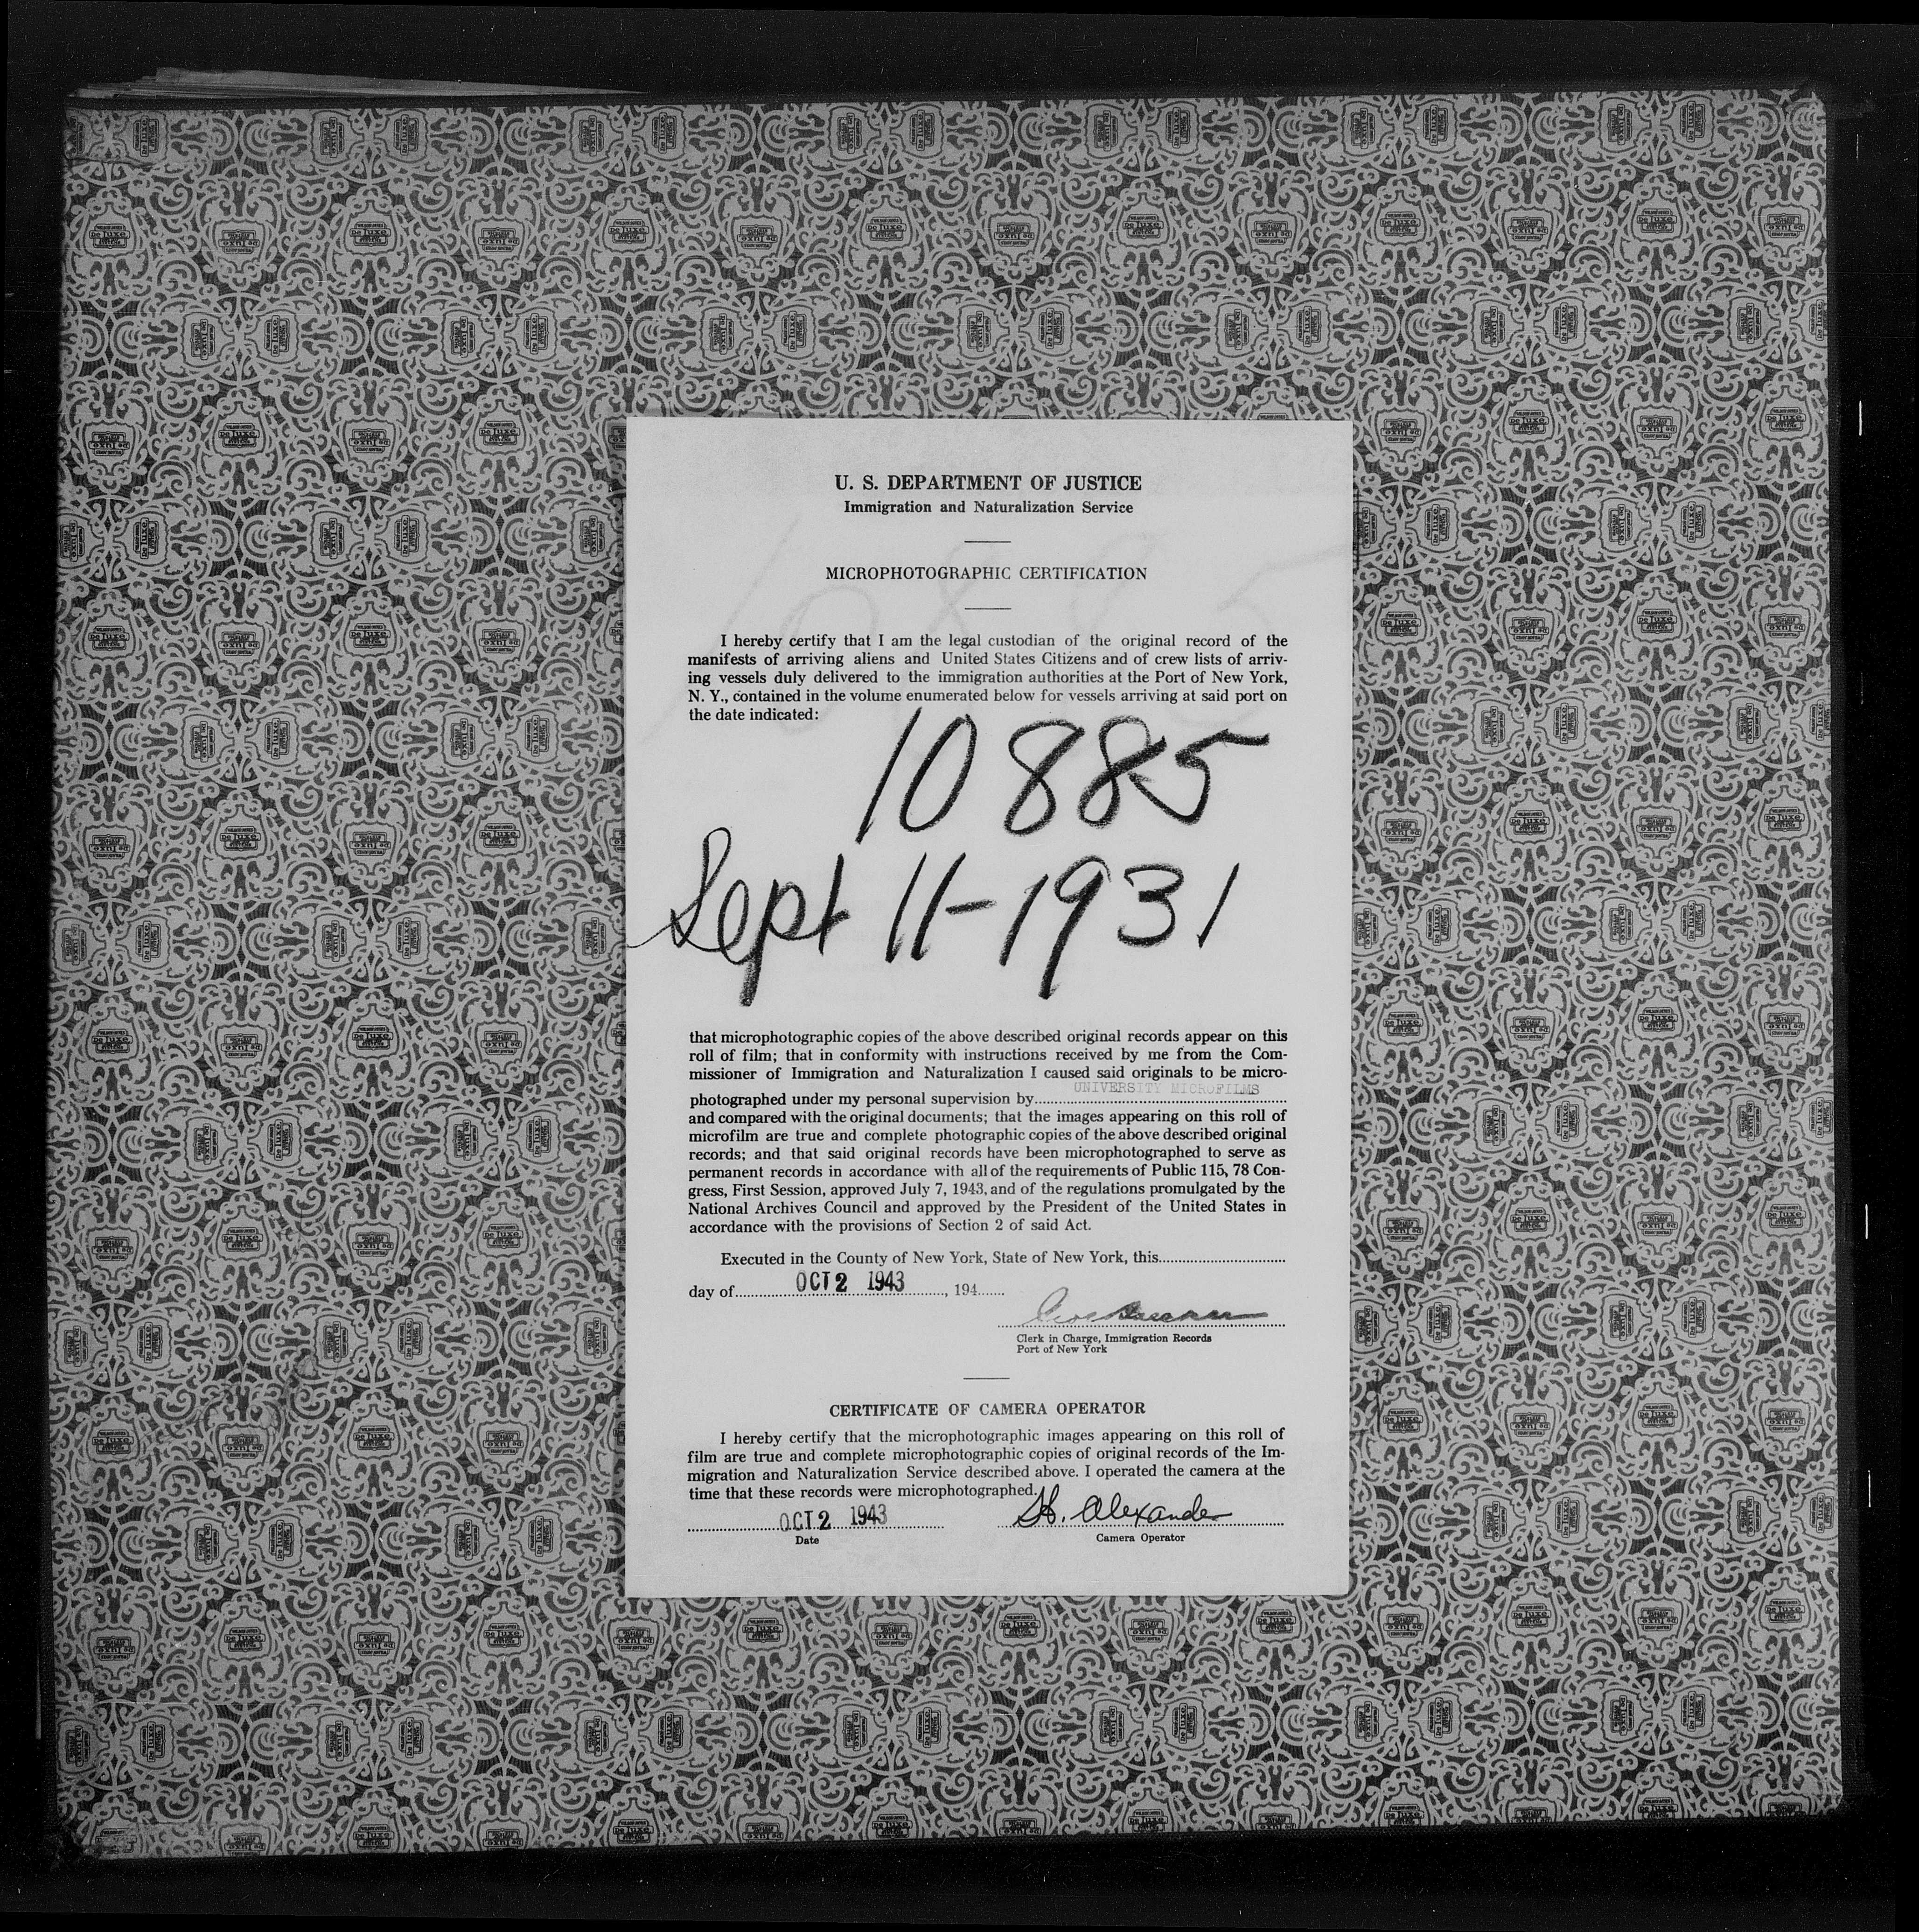 U. S. DEPARTMENT OF JUSTICE
Immigration and Naturalization Service
MICROPHOTOGRAPHIC CERTIFICATION
I hereby certify that I am the legal custodian of the original record of the
manifests of arriving aliens and United States Citizens and of crew lists of arriv-
ing vessels duly delivered to the immigration authorities at the Port of New York,
N. Y., contained in the volume enumerated below for vessels arriving at said port on
the date indicated:
10885
Sept 11-1931
that microphotographic copies of the above described original records appear on this
roll of film; that in conformity with instructions received by me from the Com-
missioner of Immigration and Naturalization I caused said originals to be micro-
photographed under my personal supervision by UNIVERSITY MICROFILMS
and compared with the original documents; that the images appearing on this roll of
microfilm are true and complete photographic copies of the above described original
records; and that said original records have been microphotographed to serve as
permanent records in accordance with all of the requirements of Public 115, 78 Con-
gress, First Session, approved July 7, 1943, and of the regulations promulgated by the
National Archives Council and approved by the President of the United States in
accordance with the provisions of Section 2 of said Act.
Executed in the County of New York, State of New York, this
day of OCT 2 1943, 194
Clerk in Charge, Immigration Records
Port of New York
CERTIFICATE OF CAMERA OPERATOR
I hereby certify that the microphotographic images appearing on this roll of
film are true and complete microphotographic copies of original records of the Im-
migration and Naturalization Service described above. I operated the camera at the
time that these records were microphotographed.
OCT 2 1943 H. Alexander
Date Camera Operator